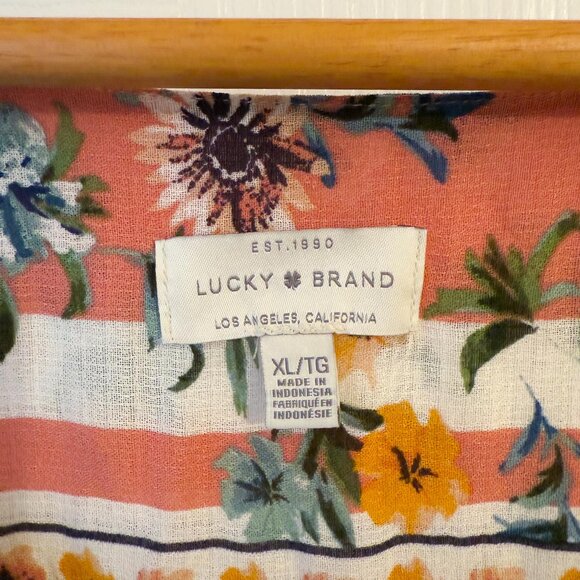 EST.1990
LUCKY BRAND
LOS ANGELES, CALIFORNIA
XL/TG
MADE IN
INDONESIA
FABRIQUÉ EN
INDONÉSIE